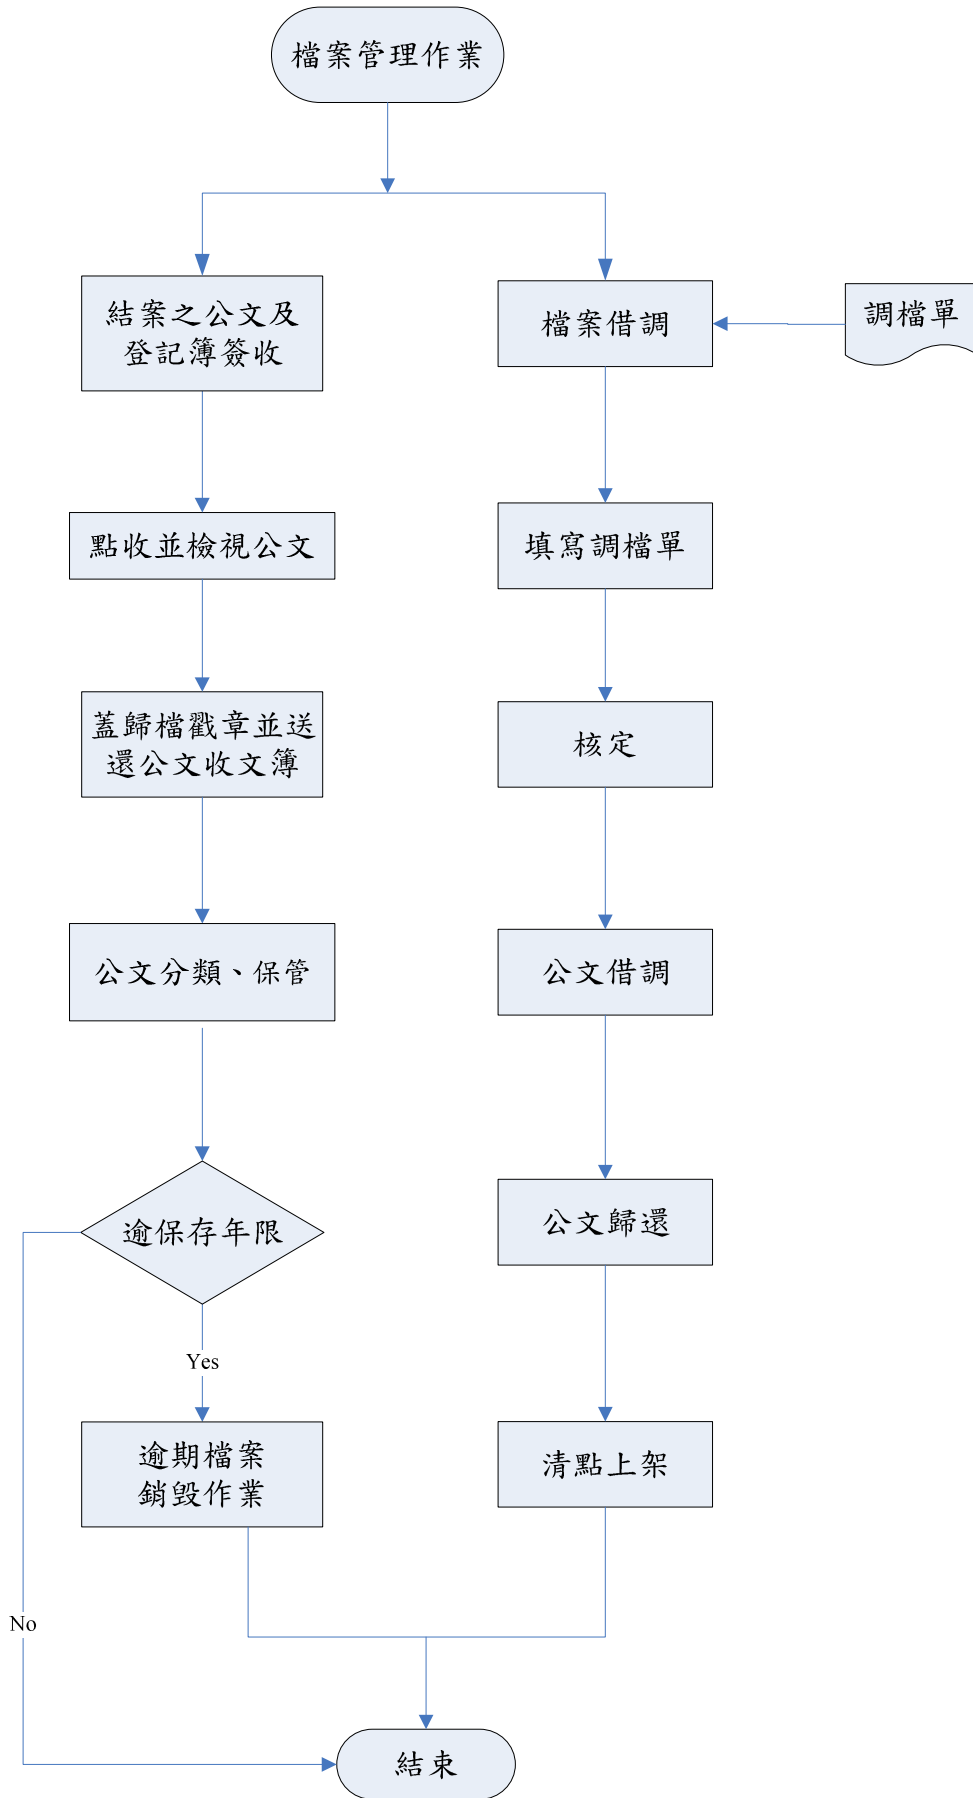 檔案管理作業
結案之公文及
登記簿簽收
檔案借調
調檔單
點收並檢視公文
填寫調檔單
蓋歸檔戳章並送
還公文收文簿
核定
公文分類、保管
公文借調
逾保存年限
公文歸還
Yes
逾期檔案
銷毀作業
清點上架
No
結束